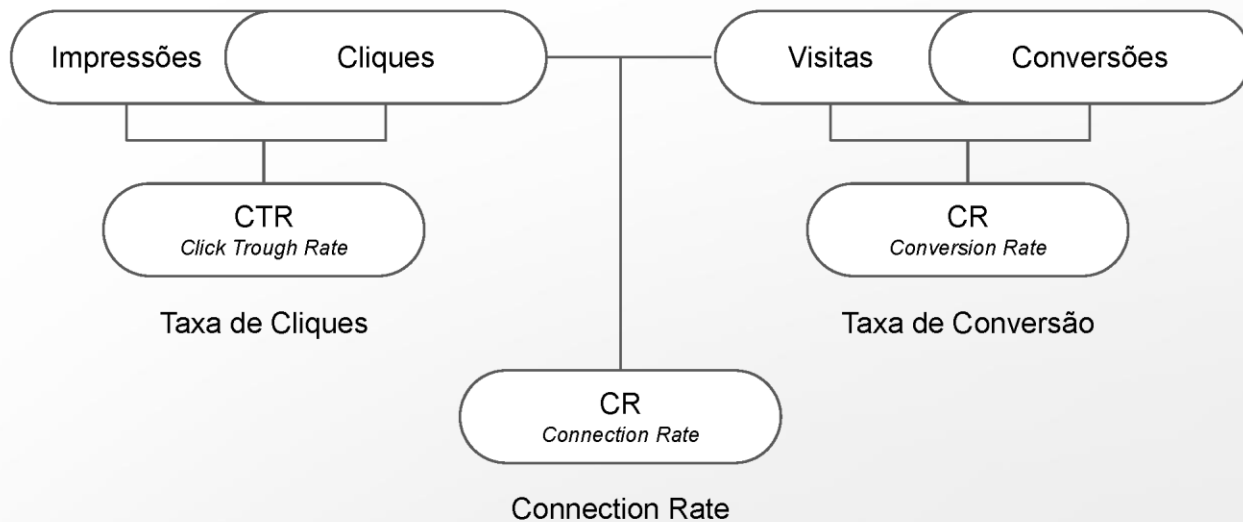 Impressões
Cliques
Visitas
Conversões
CTR
Click Trough Rate
CR
Conversion Rate
Taxa de Cliques
Taxa de Conversão
CR
Connection Rate
Connection Rate